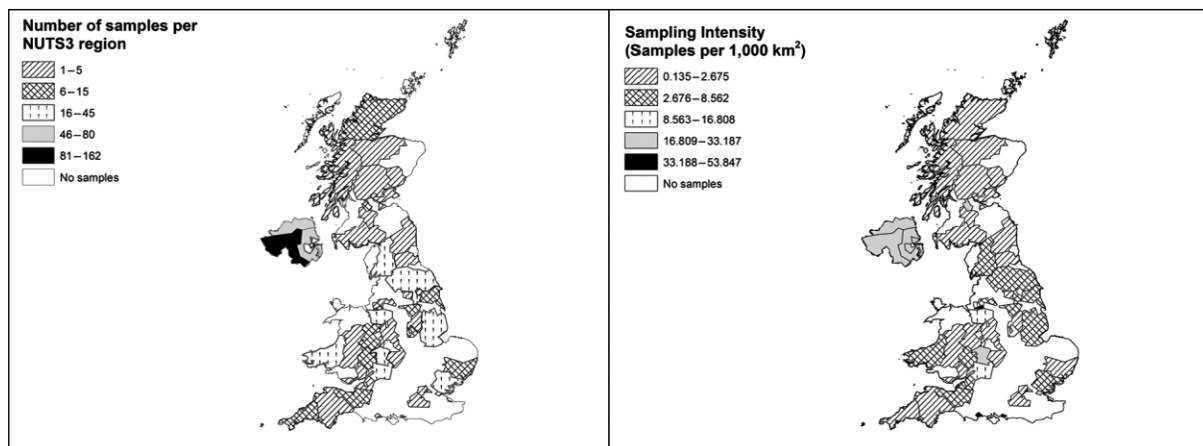 Number of samples per
NUTS3 region
1–5
6–15
16–45
46–80
81–162
No samples
Sampling Intensity
(Samples per 1,000 km²)
0.135–2.675
2.676–8.562
8.563–16.808
16.809–33.187
33.188–53.847
No samples